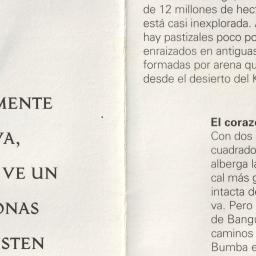 MENTE
VA,
VE UN
ONAS
ISTEN
de 12 millones de hect
está casi inexplorada. A
hay pastizales poco po
enraizados en antiguas
formadas por arena qu
desde el desierto del K
El corazo
Con dos
cuadrado
alberga la
cal más g
intacta d
va. Pero
de Bangu
caminos
Bumba e